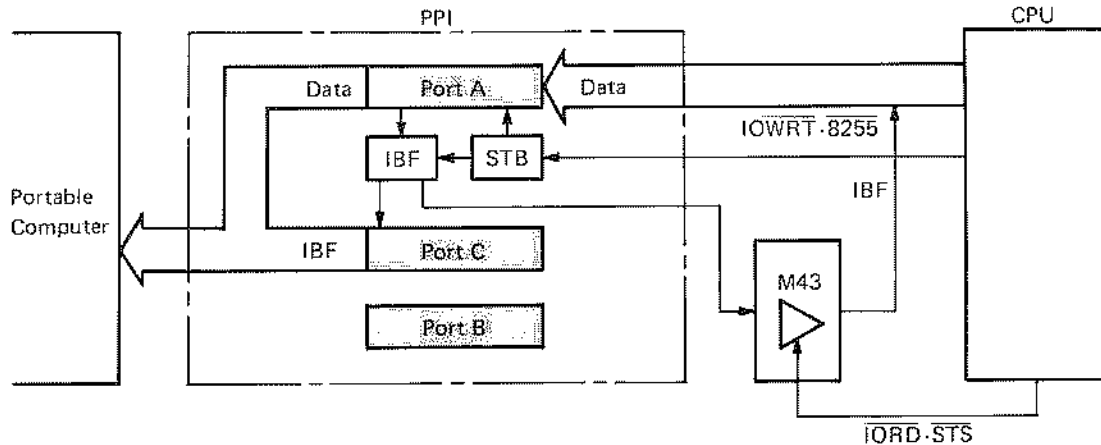 PPI
CPU
Data
Port A
Data
IOWRT·8255
IBF
STB
IBF
Portable
Computer
IBF
Port C
M43
Port B
IORD·STS